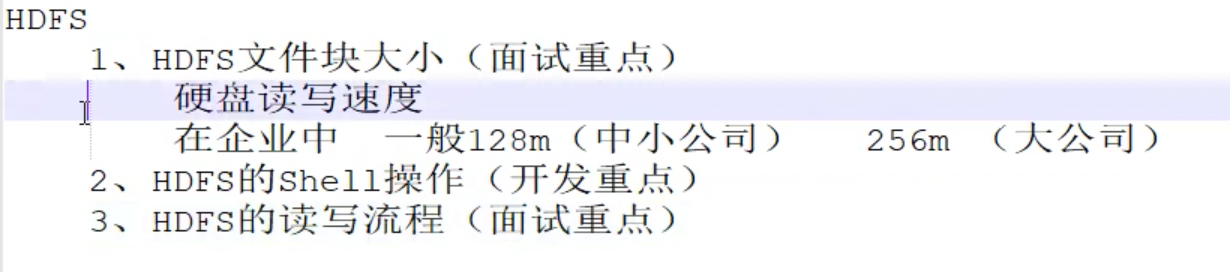 HDFS
1、HDFS文件块大小（面试重点）
硬盘读写速度
在企业中 一般128m（中小公司） 256m （大公司）
2、HDFS的Shell操作（开发重点）
3、HDFS的读写流程（面试重点）